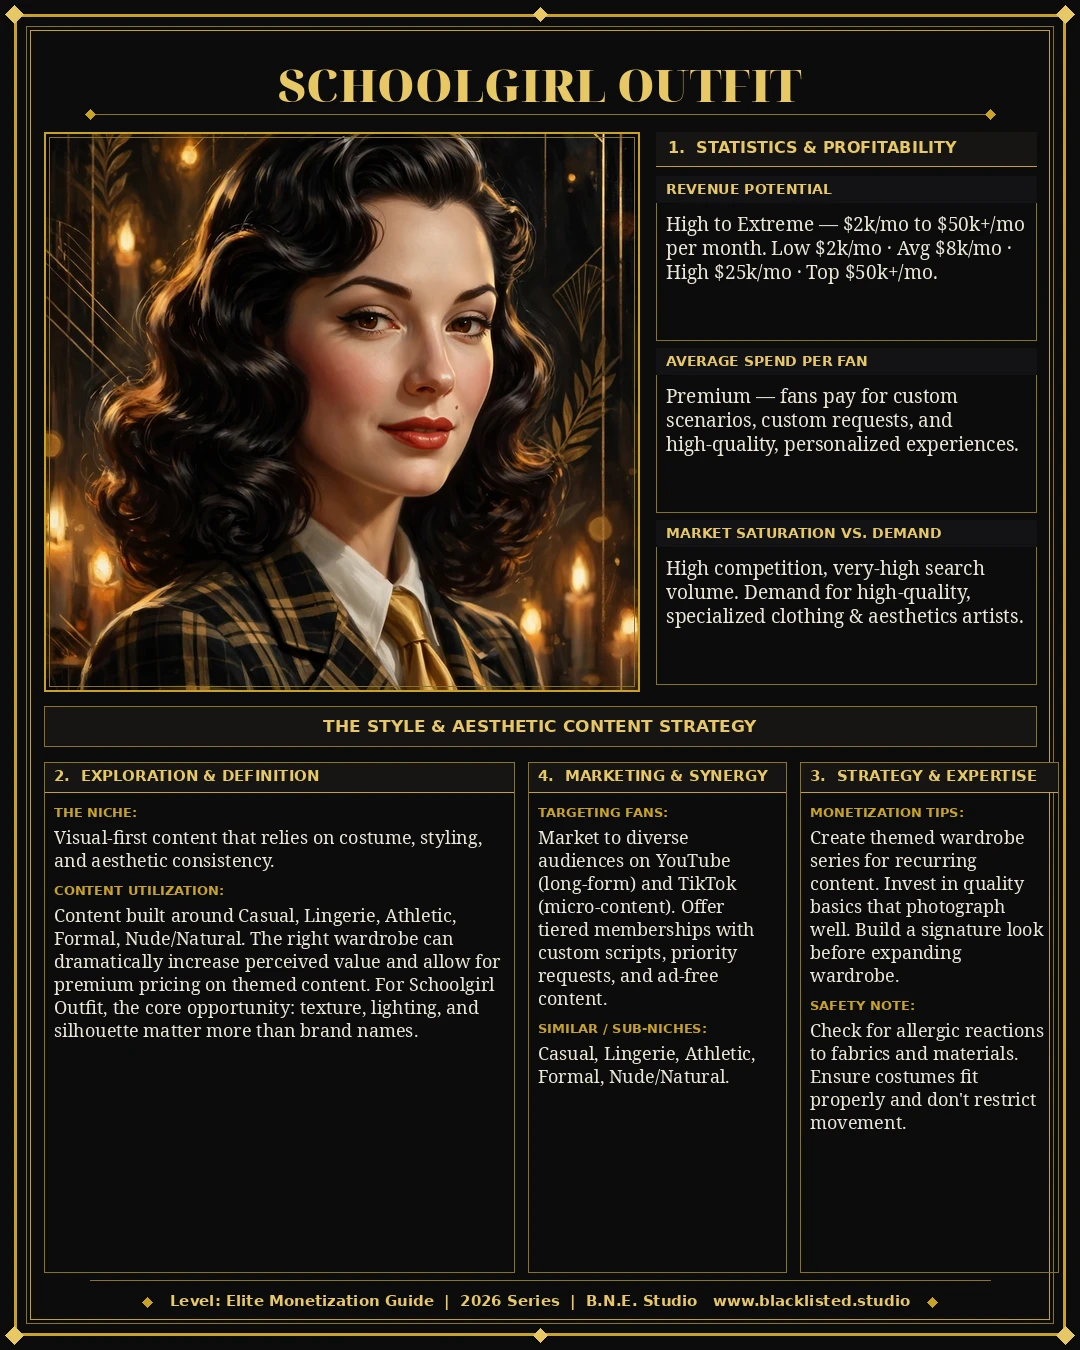 SCHOOLGIRL OUTFIT
1. STATISTICS & PROFITABILITY
REVENUE POTENTIAL
High to Extreme — $2k/mo to $50k+/mo
per month. Low $2k/mo · Avg $8k/mo ·
High $25k/mo · Top $50k+/mo.
AVERAGE SPEND PER FAN
Premium — fans pay for custom
scenarios, custom requests, and
high-quality, personalized experiences.
MARKET SATURATION VS. DEMAND
High competition, very-high search
volume. Demand for high-quality,
specialized clothing & aesthetics artists.
THE STYLE & AESTHETIC CONTENT STRATEGY
2. EXPLORATION & DEFINITION
THE NICHE:
Visual-first content that relies on costume, styling,
and aesthetic consistency.
CONTENT UTILIZATION:
Content built around Casual, Lingerie, Athletic,
Formal, Nude/Natural. The right wardrobe can
dramatically increase perceived value and allow for
premium pricing on themed content. For Schoolgirl
Outfit, the core opportunity: texture, lighting, and
silhouette matter more than brand names.
4. MARKETING & SYNERGY
TARGETING FANS:
Market to diverse
audiences on YouTube
(long-form) and TikTok
(micro-content). Offer
tiered memberships with
custom scripts, priority
requests, and ad-free
content.
SIMILAR / SUB-NICHES:
Casual, Lingerie, Athletic,
Formal, Nude/Natural.
3. STRATEGY & EXPERTISE
MONETIZATION TIPS:
Create themed wardrobe
series for recurring
content. Invest in quality
basics that photograph
well. Build a signature look
before expanding
wardrobe.
SAFETY NOTE:
Check for allergic reactions
to fabrics and materials.
Ensure costumes fit
properly and don't restrict
movement.
Level: Elite Monetization Guide | 2026 Series | B.N.E. Studio www.blacklisted.studio